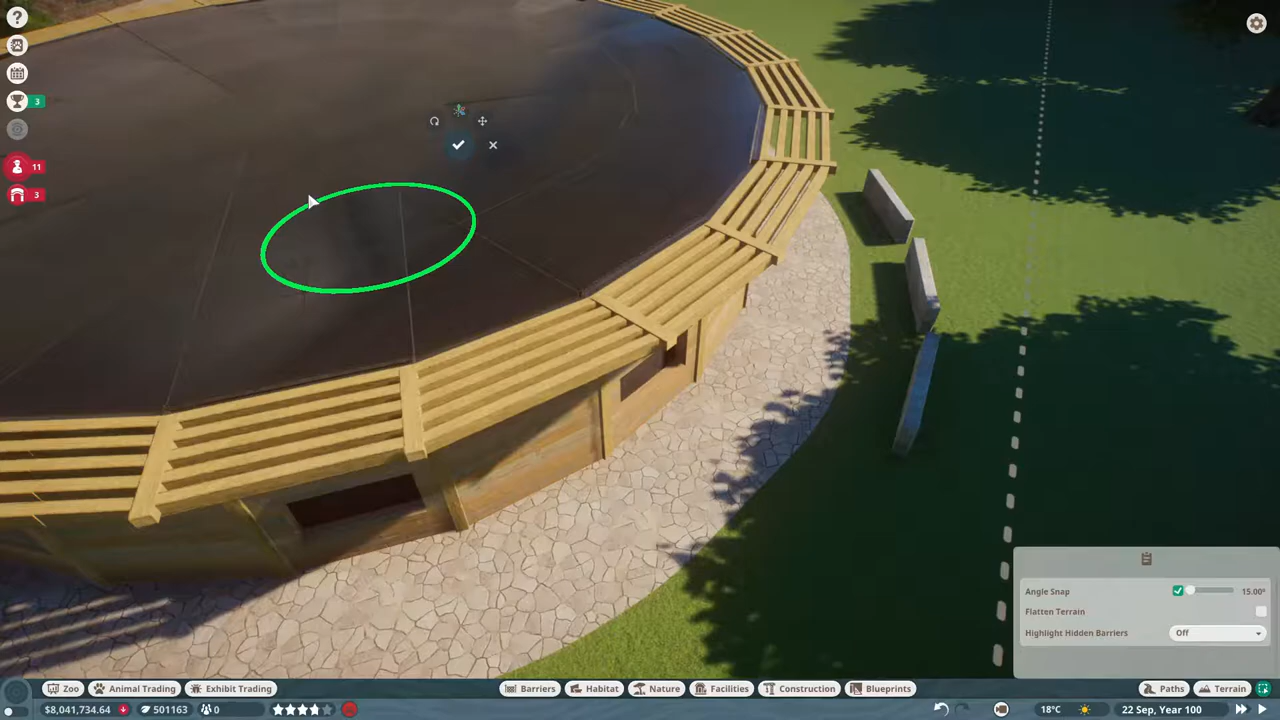 ?
3
11
3
Angle Snap 15.00°
Flatten Terrain
Highlight Hidden Barriers Off
Zoo Animal Trading Exhibit Trading Barriers Habitat Nature Facilities Construction Blueprints Paths Terrain
$8,041,734.64 501163 0 18°C 22 Sep, Year 100